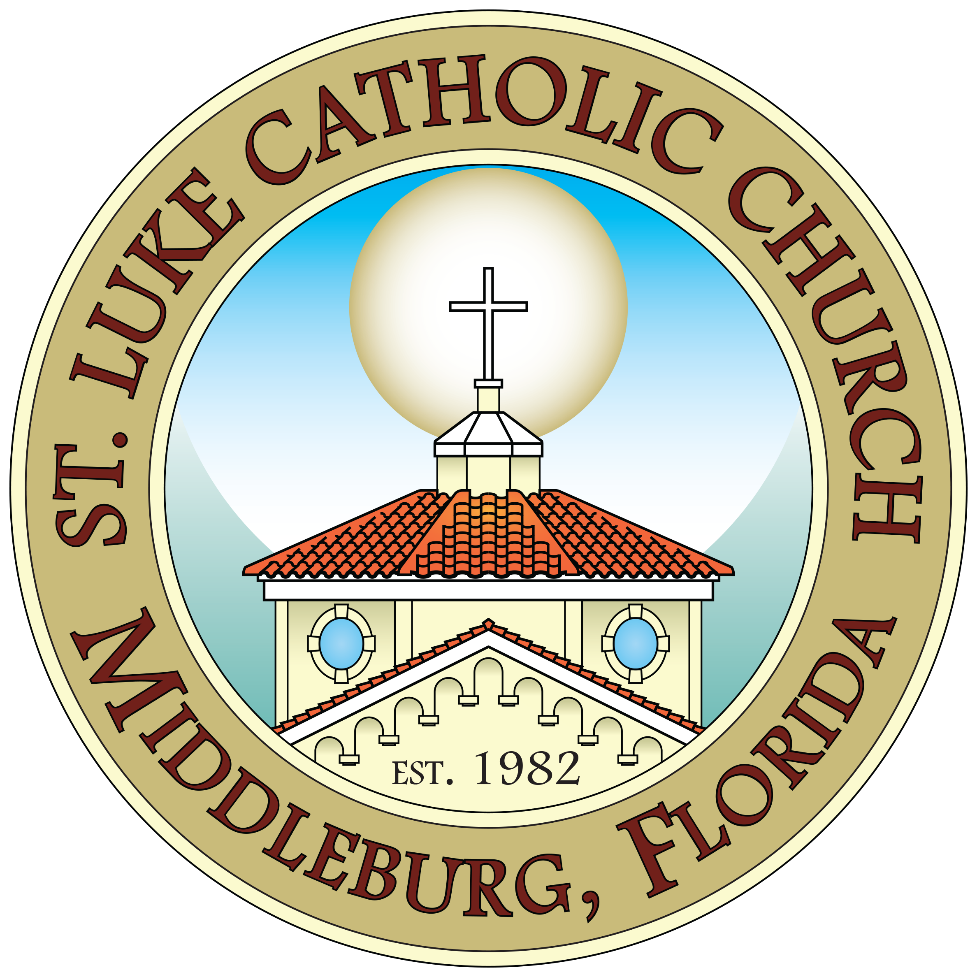 ST. LUKE CATHOLIC CHURCH
EST. 1982
MIDDLEBURG, FLORIDA